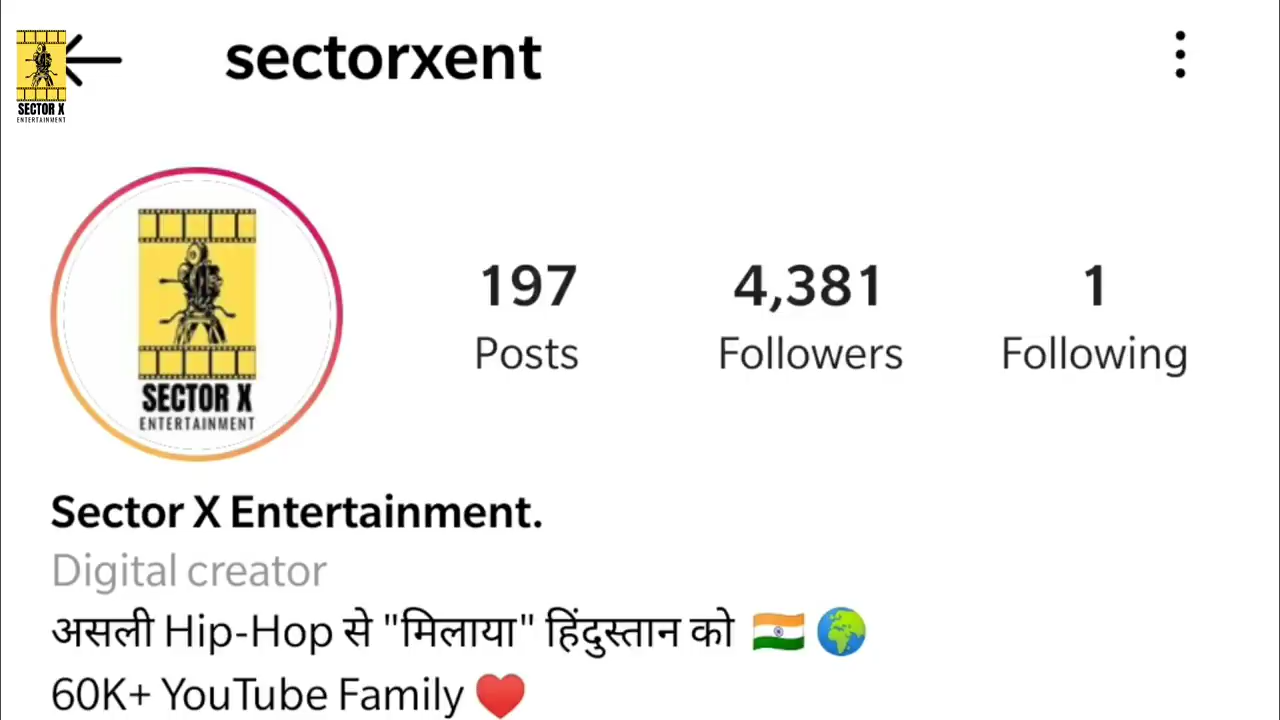 sectorxent
SECTOR X
ENTERTAINMENT
197
Posts
4,381
Followers
1
Following
SECTOR X
ENTERTAINMENT
Sector X Entertainment.
Digital creator
असली Hip-Hop से "मिलाया" हिंदुस्तान को 🇮🇳 🌍
60K+ YouTube Family ❤️